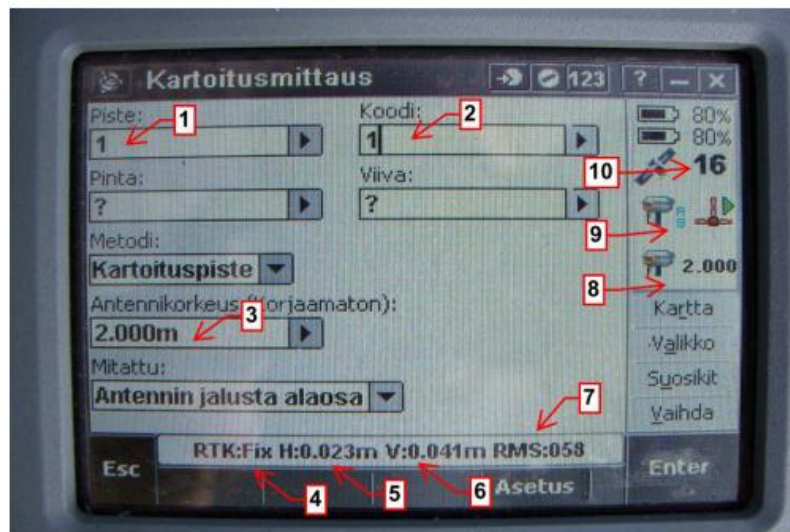 Kartoitusmittaus 123 ? – X
Piste: 1 Koodi: 2 80%
1 1 80%
10 16
Pinta: Viiva:
? ?
9
Metodi:
Kartoituspiste 2.000
8
Antennikorkeus (Korjaamaton): Kartta
3
2.000m Valikko
Mitattu: 7 Suosikit
Antennin jalusta alaosa Vaihda
RTK:Fix H:0.023m V:0.041m RMS:058
Esc 4 5 6 Asetus Enter